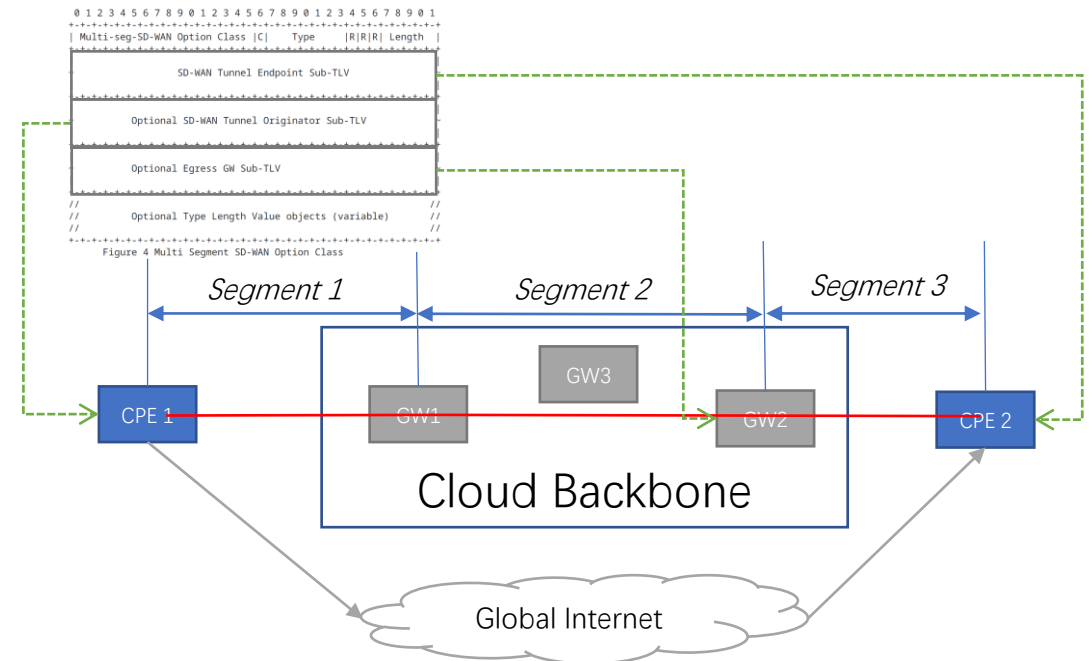 0 1 2 3 4 5 6 7 8 9 0 1 2 3 4 5 6 7 8 9 0 1 2 3 4 5 6 7 8 9 0 1
+-+-+-+-+-+-+-+-+-+-+-+-+-+-+-+-+-+-+-+-+-+-+-+-+-+-+-+-+-+-+-+-+
| Multi-seg-SD-WAN Option Class |C| Type |R|R|R| Length |
SD-WAN Tunnel Endpoint Sub-TLV
Optional SD-WAN Tunnel Originator Sub-TLV
Optional Egress GW Sub-TLV
// //
// Optional Type Length Value objects (variable) //
// //
+-+-+-+-+-+-+-+-+-+-+-+-+-+-+-+-+-+-+-+-+-+-+-+-+-+-+-+-+-+-+-+-+
Figure 4 Multi Segment SD-WAN Option Class
Segment 1
Segment 2
Segment 3
GW3
CPE 1
GW1
GW2
CPE 2
Cloud Backbone
Global Internet